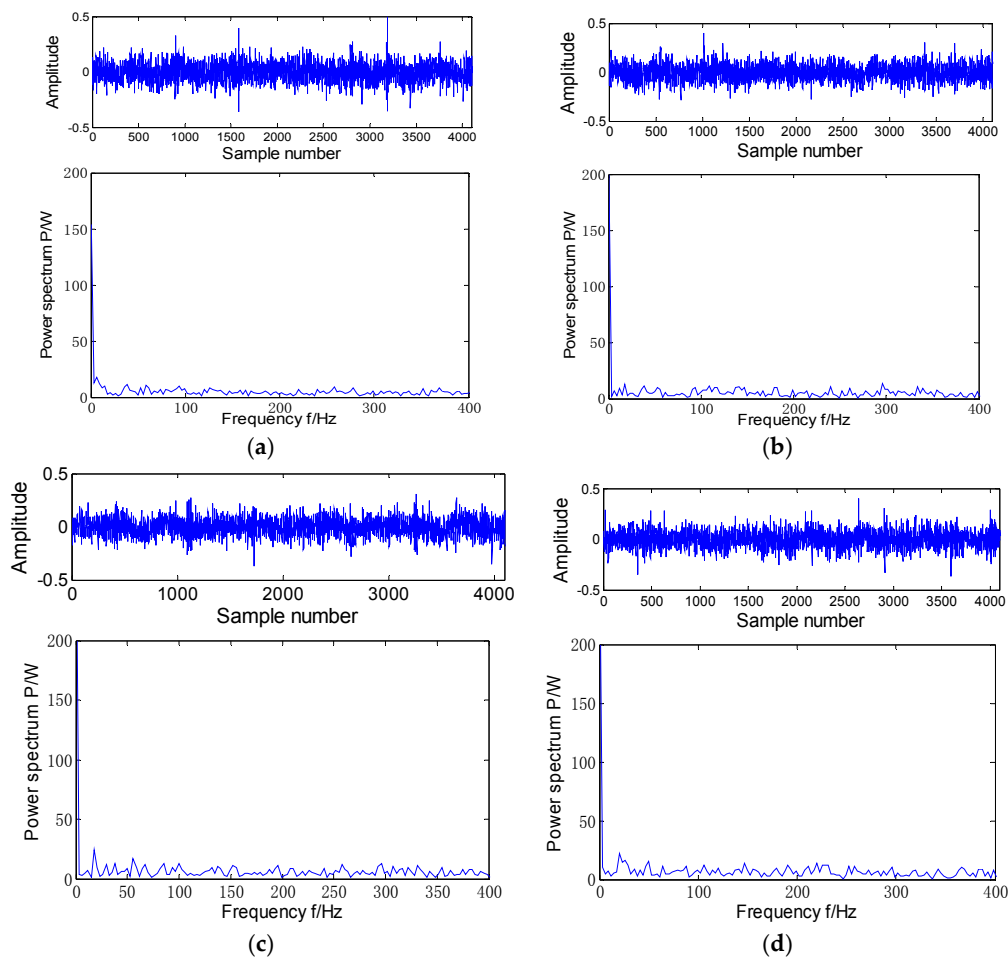 0.5
0
-0.5
Amplitude
0 500 1000 1500 2000 2500 3000 3500 4000
Sample number
200
150
100
50
0
Power spectrum P/W
0 100 200 300 400
Frequency f/Hz
(a)
0.5
0
-0.5
Amplitude
0 500 1000 1500 2000 2500 3000 3500 4000
Sample number
200
150
100
50
0
Power spectrum P/W
100 200 300 400
Frequency f/Hz
(b)
0.5
0
-0.5
Amplitude
0 1000 2000 3000 4000
Sample number
200
150
100
50
0
Power spectrum P/W
0 50 100 150 200 250 300 350 400
Frequency f/Hz
(c)
0.5
0
-0.5
Amplitude
0 500 1000 1500 2000 2500 3000 3500 4000
Sample number
200
150
100
50
0
Power spectrum P/W
0 100 200 300 400
Frequency f/Hz
(d)